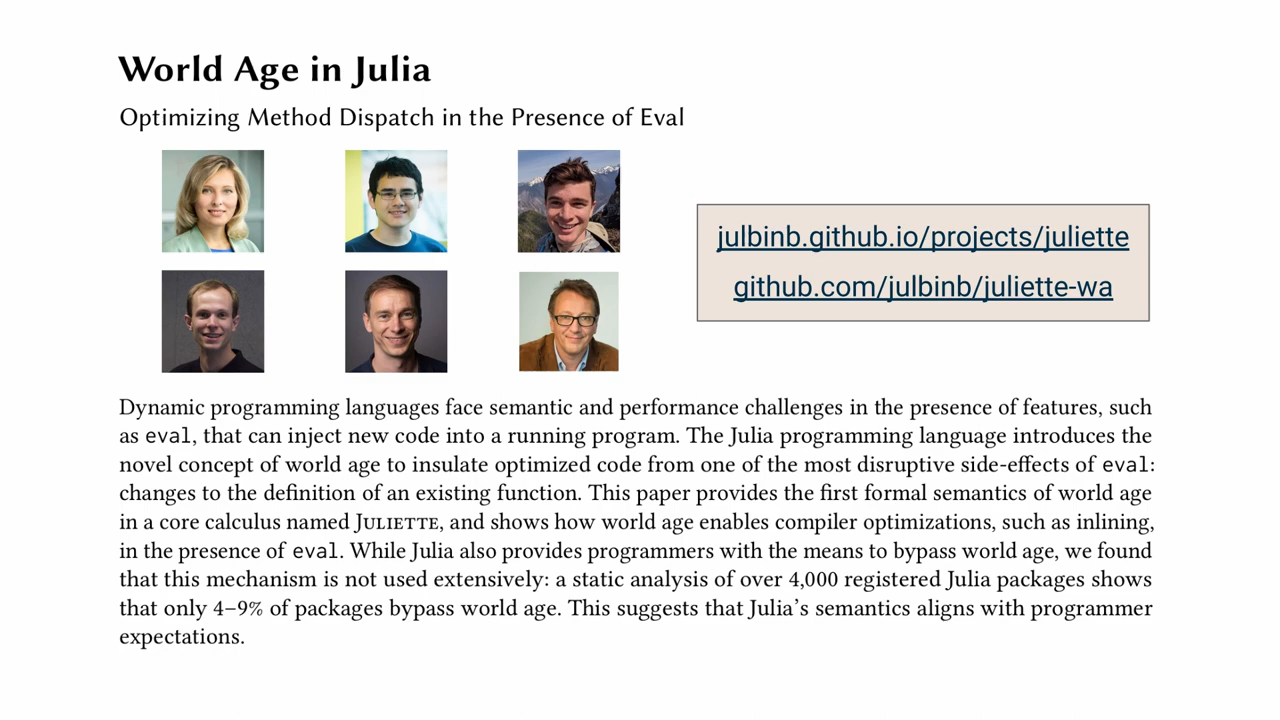 World Age in Julia
Optimizing Method Dispatch in the Presence of Eval
julbinb.github.io/projects/juliette
github.com/julbinb/juliette-wa
Dynamic programming languages face semantic and performance challenges in the presence of features, such
as eval, that can inject new code into a running program. The Julia programming language introduces the
novel concept of world age to insulate optimized code from one of the most disruptive side-effects of eval:
changes to the definition of an existing function. This paper provides the first formal semantics of world age
in a core calculus named JULIETTE, and shows how world age enables compiler optimizations, such as inlining,
in the presence of eval. While Julia also provides programmers with the means to bypass world age, we found
that this mechanism is not used extensively: a static analysis of over 4,000 registered Julia packages shows
that only 4–9% of packages bypass world age. This suggests that Julia’s semantics aligns with programmer
expectations.